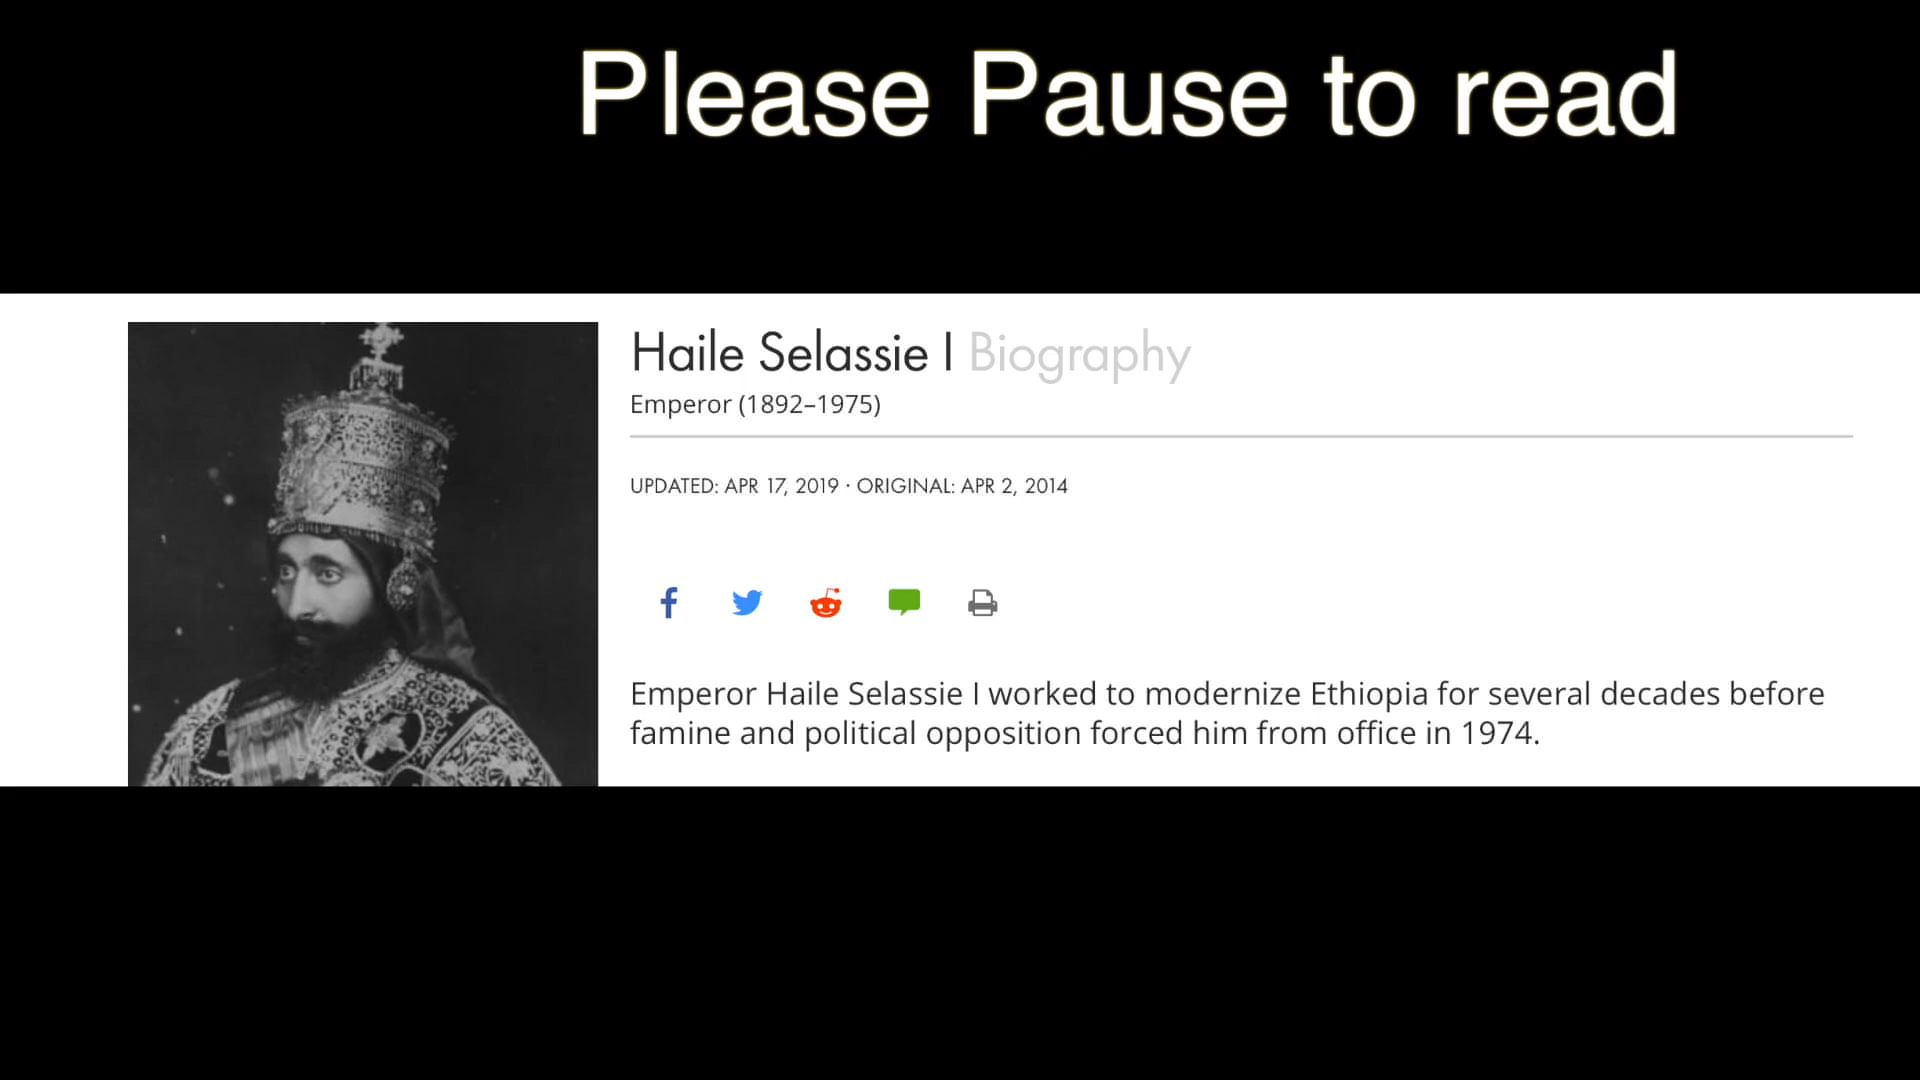 Please Pause to read
Haile Selassie I Biography
Emperor (1892–1975)
UPDATED: APR 17, 2019 · ORIGINAL: APR 2, 2014
Emperor Haile Selassie I worked to modernize Ethiopia for several decades before
famine and political opposition forced him from office in 1974.